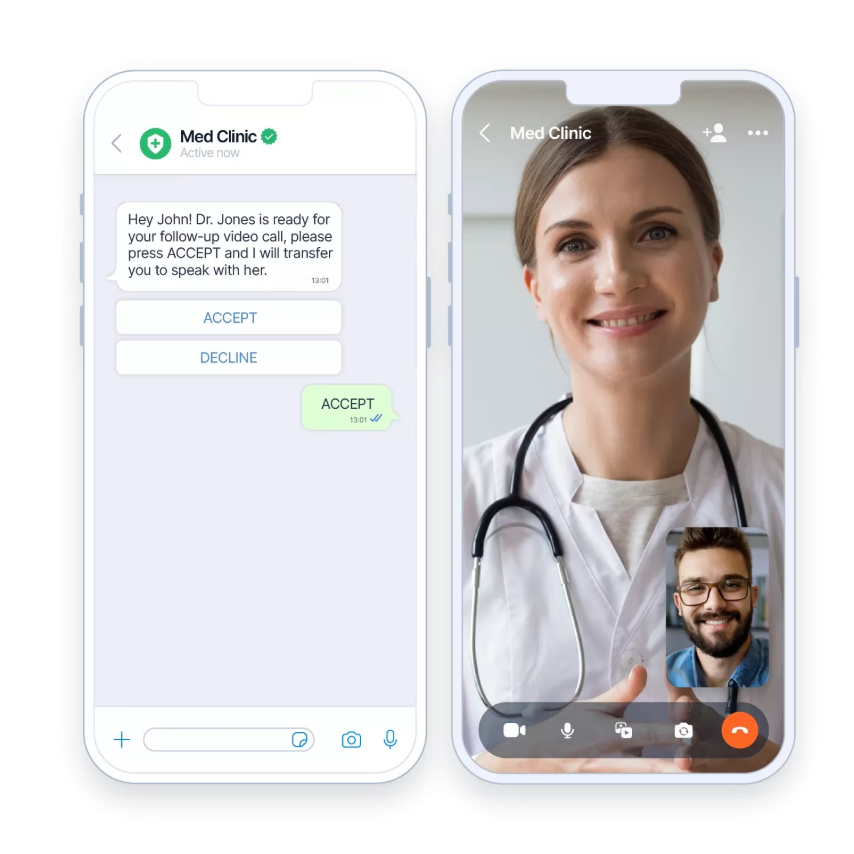 Med Clinic
Active now
Hey John! Dr. Jones is ready for
your follow-up video call, please
press ACCEPT and I will transfer
you to speak with her.
13:01
ACCEPT
DECLINE
ACCEPT
13:01
Med Clinic